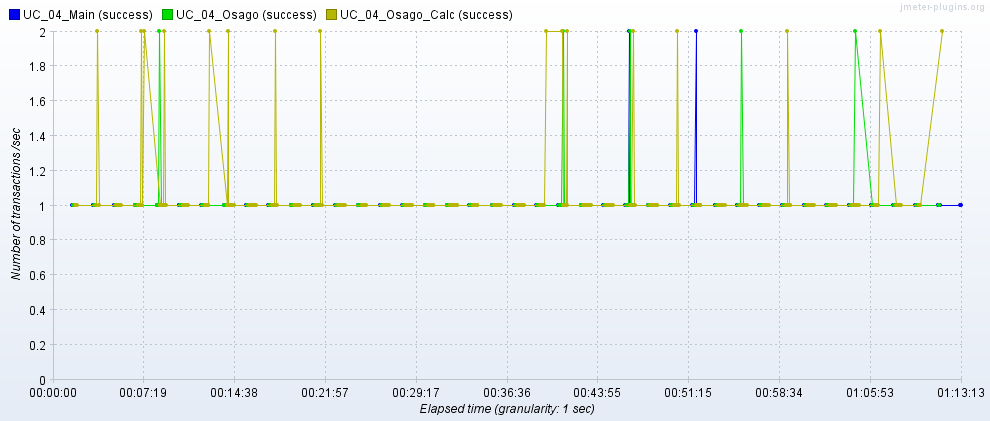 UC_04_Main (success) UC_04_Osago (success) UC_04_Osago_Calc (success)
jmeter-plugins.org
Number of transactions /sec
2
1.8
1.6
1.4
1.2
1
0.8
0.6
0.4
0.2
0
00:00:00 00:07:19 00:14:38 00:21:57 00:29:17 00:36:36 00:43:55 00:51:15 00:58:34 01:05:53 01:13:13
Elapsed time (granularity: 1 sec)